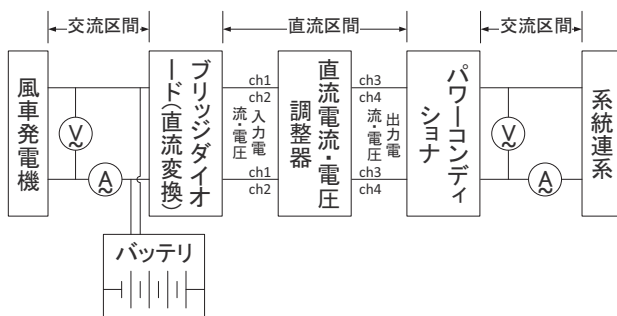 交流区間
直流区間
交流区間
風車発電機
V
A
ブリッジダイオ
ード(直流変換)
ch1
ch2
入力電
流・電圧
ch1
ch2
直流電流・電圧
調整器
ch3
ch4
出力電
流・電圧
ch3
ch4
パワーコンディ
ショナ
V
A
系統連系
バッテリ